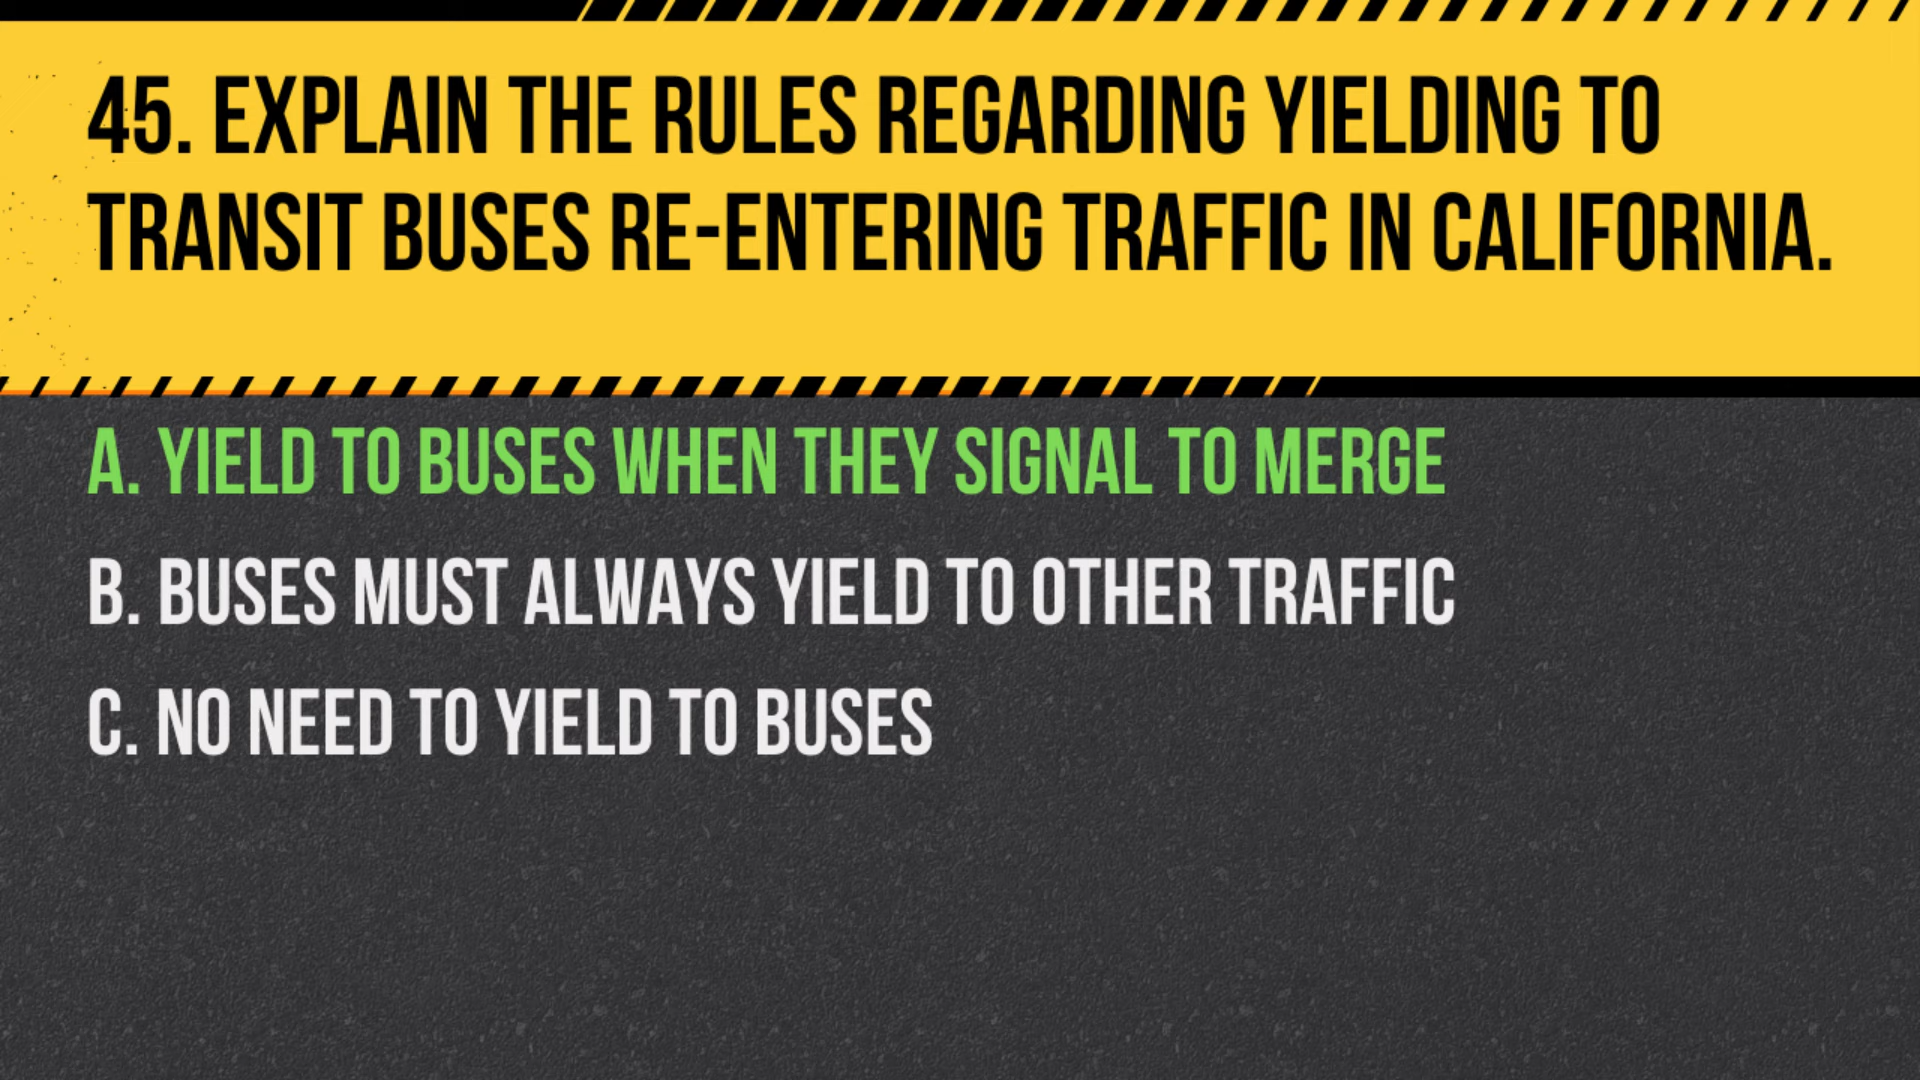 45. EXPLAIN THE RULES REGARDING YIELDING TO
TRANSIT BUSES RE-ENTERING TRAFFIC IN CALIFORNIA.
A. YIELD TO BUSES WHEN THEY SIGNAL TO MERGE
B. BUSES MUST ALWAYS YIELD TO OTHER TRAFFIC
C. NO NEED TO YIELD TO BUSES